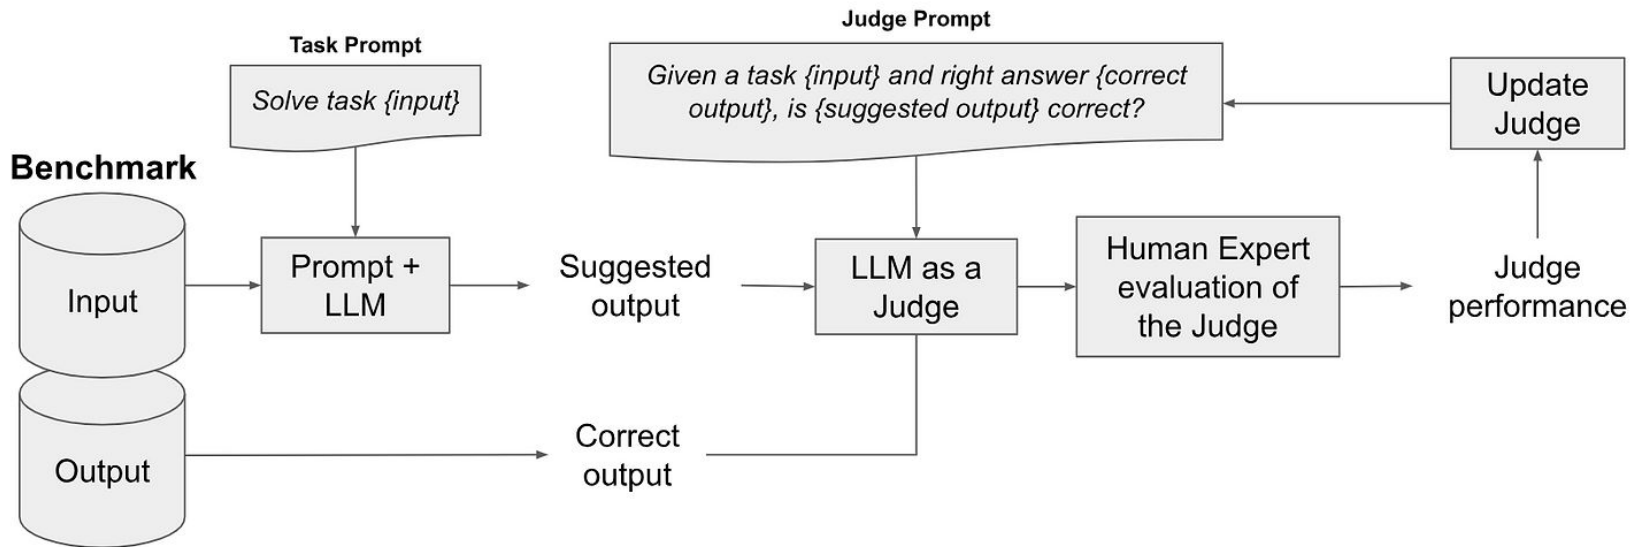 Judge Prompt
Task Prompt
Given a task {input} and right answer {correct
output}, is {suggested output} correct?
Solve task {input}
Update
Judge
Benchmark
Input
Prompt +
LLM
Suggested
output
LLM as a
Judge
Human Expert
evaluation of
the Judge
Judge
performance
Output
Correct
output